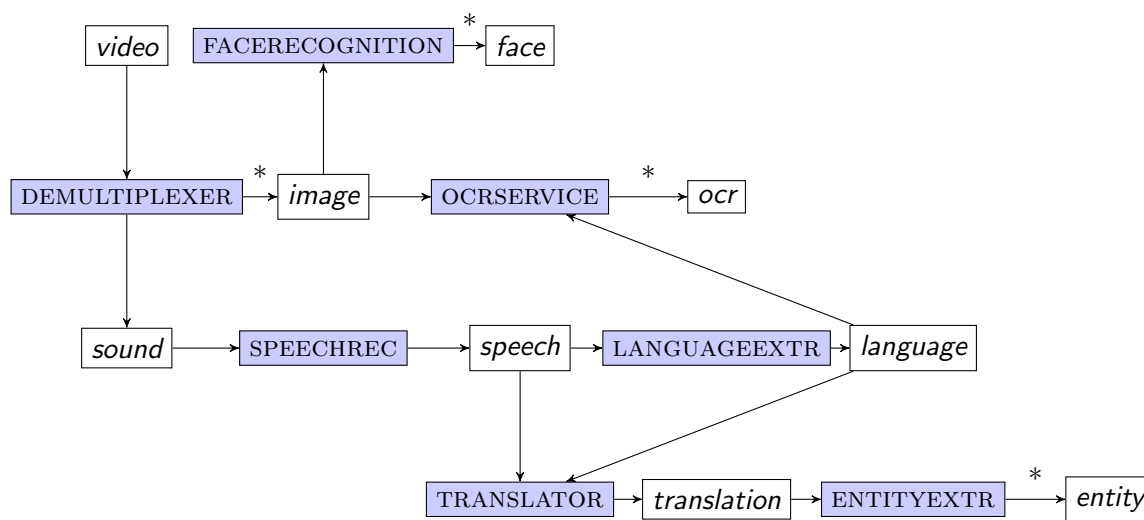 video
FACERECOGNITION
*
face
DEMULTIPLEXER
*
image
OCRSERVICE
*
ocr
sound
SPEECHREC
speech
LANGUAGEEXTR
language
TRANSLATOR
translation
ENTITYEXTR
*
entity